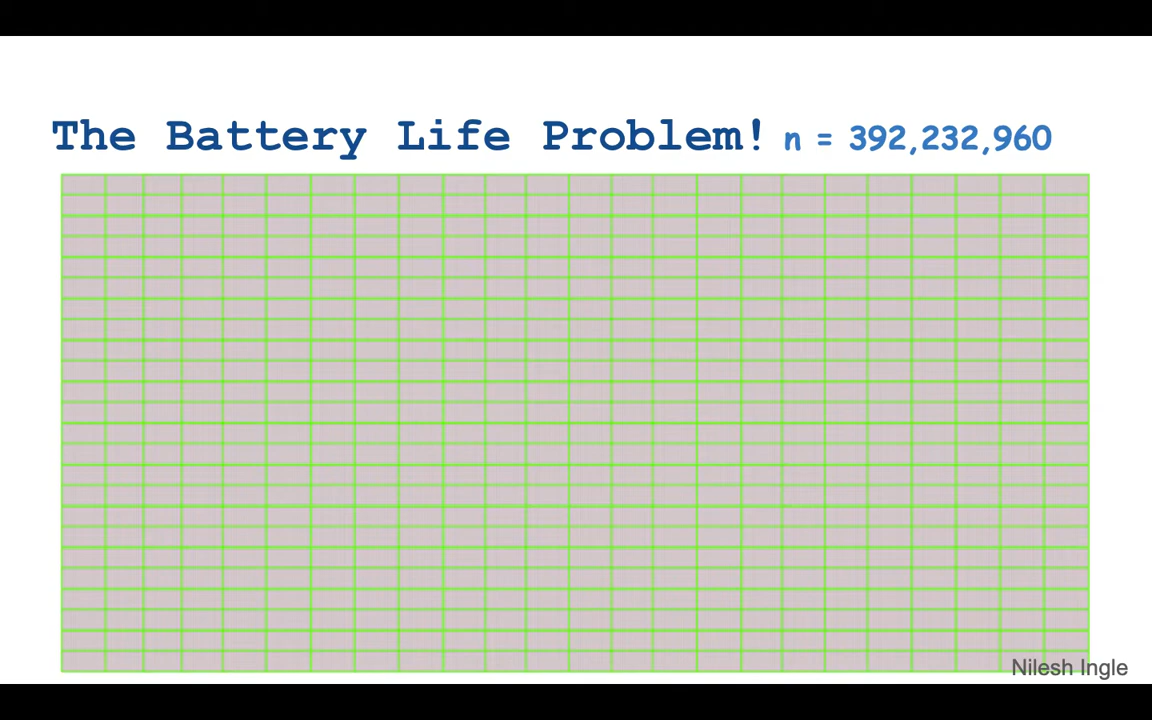 The Battery Life Problem! n = 392,232,960
Nilesh Ingle